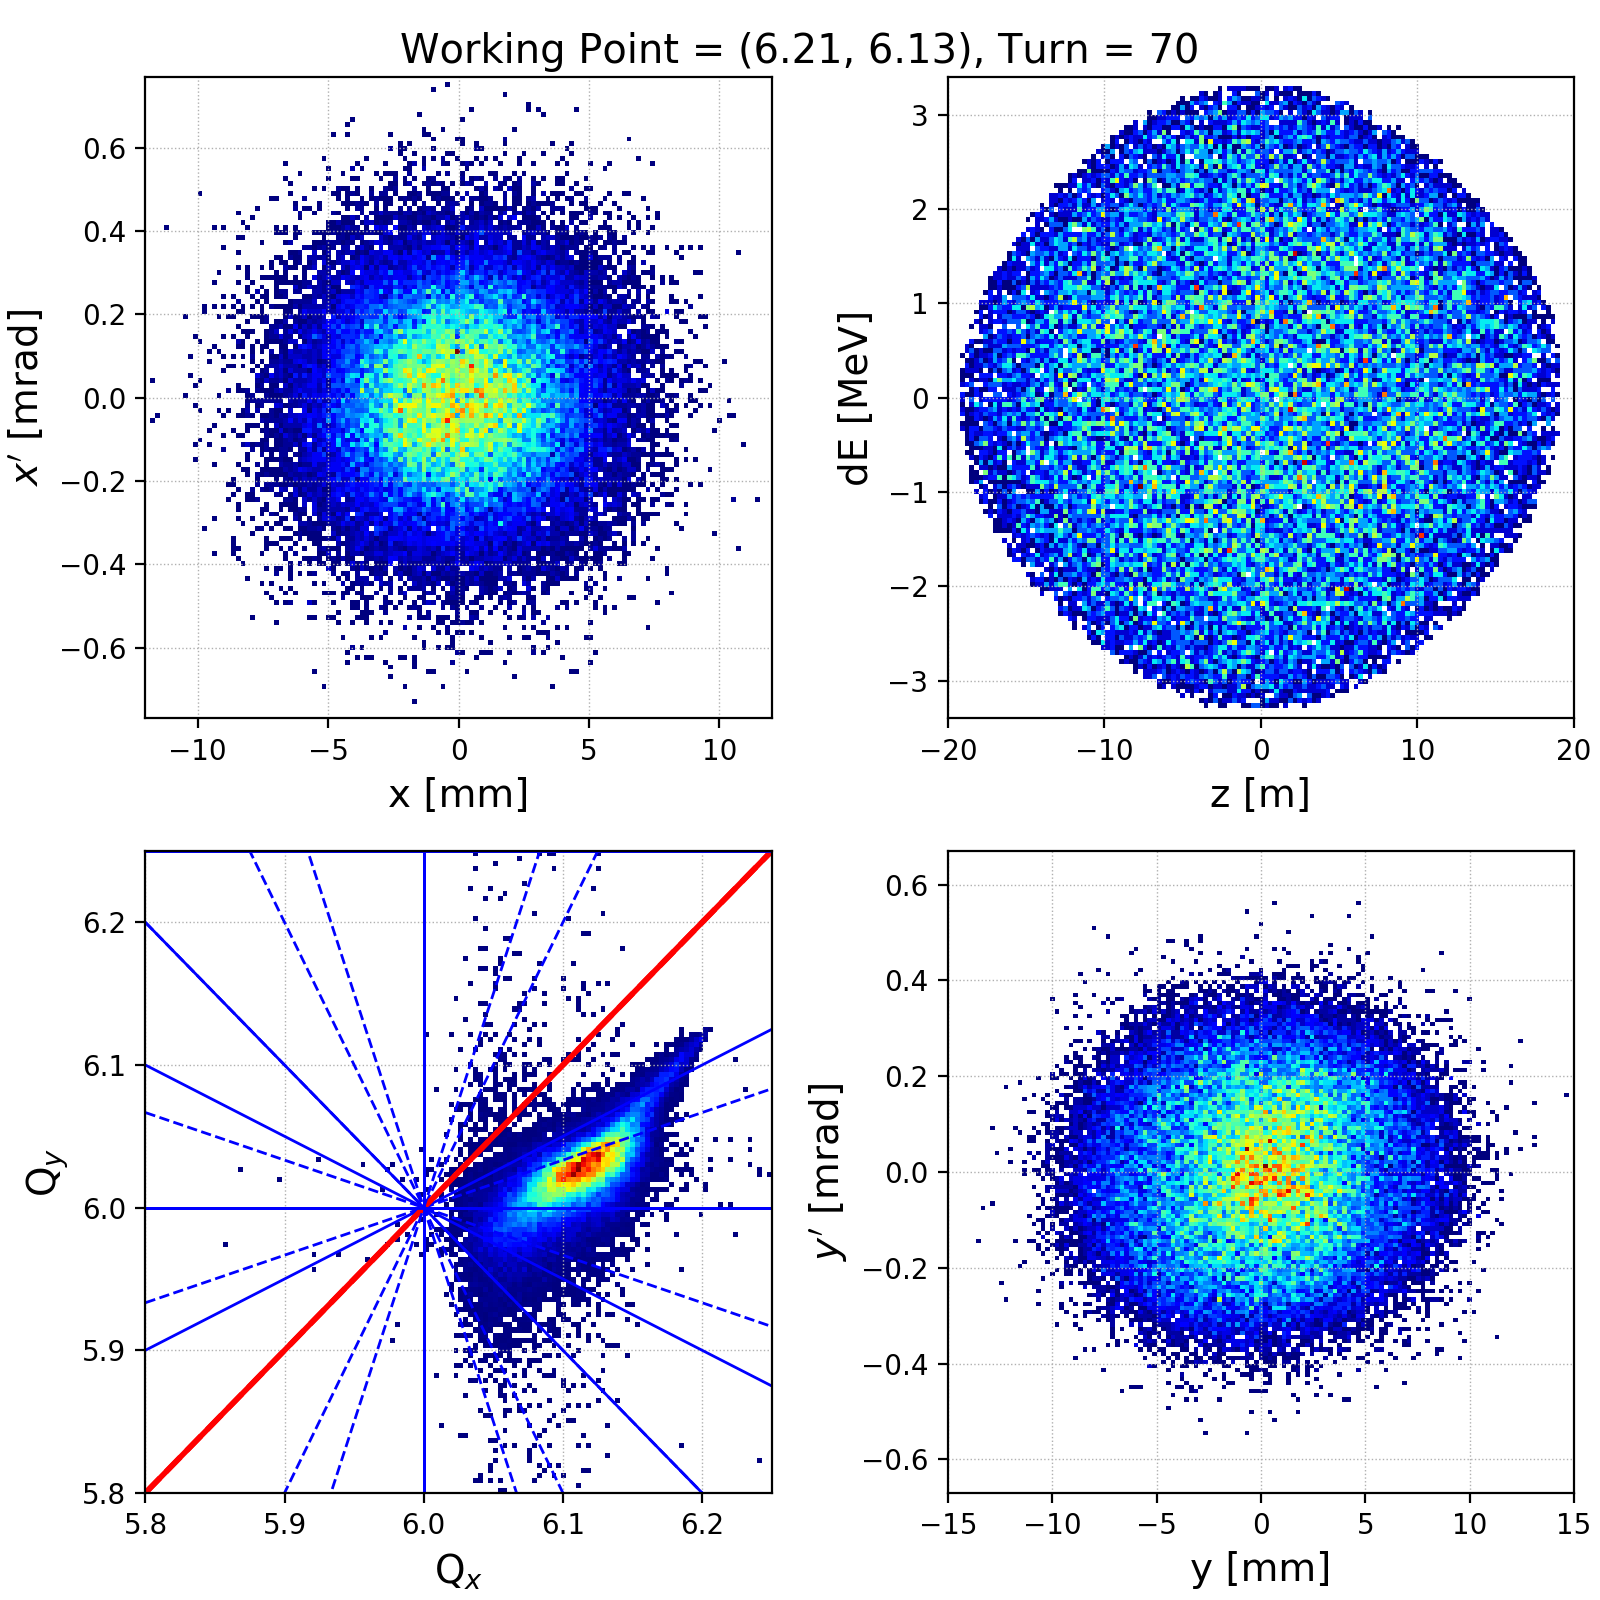 Working Point = (6.21, 6.13), Turn = 70
0.6
0.4
0.2
0.0
−0.2
−0.4
−0.6
x′ [mrad]
−10 −5 0 5 10
x [mm]
3
2
1
0
−1
−2
−3
dE [MeV]
−20 −10 0 10 20
z [m]
6.2
6.1
6.0
5.9
5.8
Qy
5.8 5.9 6.0 6.1 6.2
Qx
0.6
0.4
0.2
0.0
−0.2
−0.4
−0.6
y′ [mrad]
−15 −10 −5 0 5 10 15
y [mm]